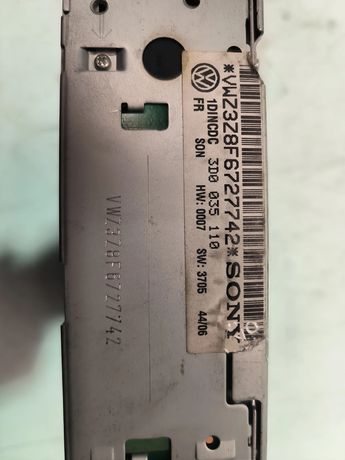 *VWZ3Z8F6727742*
SONY
1DINCDC 3D0 035 110
FR SON HW: 0007 SW: 3705 44/06
VWZ3Z8F6727742